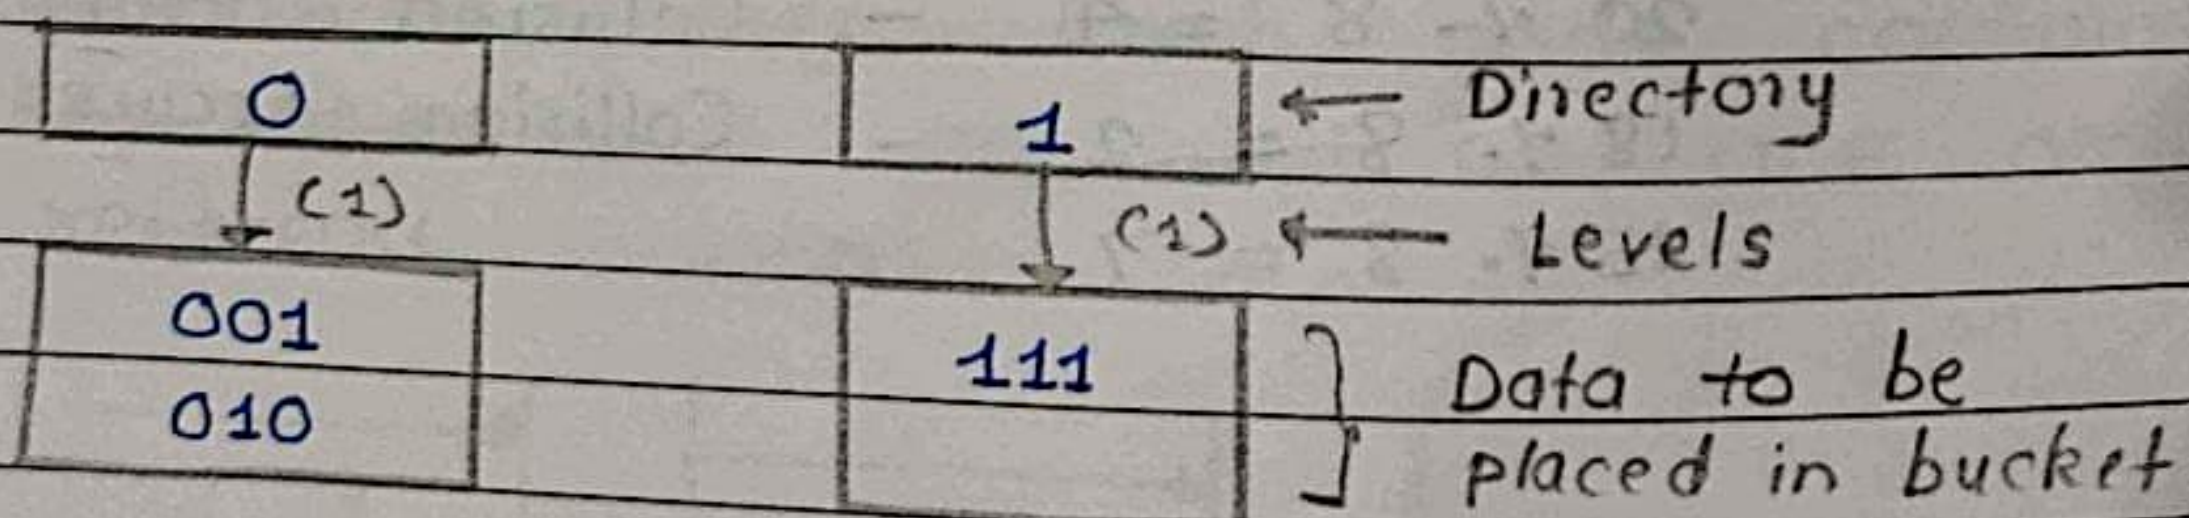 0 1 ← Directory
(1) (1) ← Levels
001 111 Data to be
010 placed in bucket